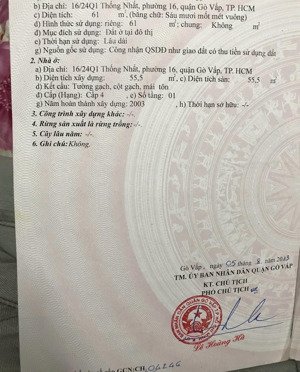 b) Địa chỉ: 16/24Q1 Thống Nhất, phường 16, quận Gò Vấp, TP. HCM
c) Diện tích: 61 m², (bằng chữ: Sáu mươi mốt mét vuông)
d) Hình thức sử dụng: riêng: 61 m²; chung: Không m²
đ) Mục đích sử dụng: Đất ở tại đô thị
e) Thời hạn sử dụng: Lâu dài
g) Nguồn gốc sử dụng: Công nhận QSDĐ như giao đất có thu tiền sử dụng đất
2. Nhà ở:
a) Địa chỉ: 16/24Q1 Thống Nhất, phường 16, quận Gò Vấp, TP. HCM
b) Diện tích xây dựng: 55,5 m², c) Diện tích sàn: 55,5 m²
d) Kết cấu: Tường gạch, cột gạch, mái tôn
đ) Cấp (Hạng): Cấp 4 , e) Số tầng: 01
g) Năm hoàn thành xây dựng: 2003 , h) Thời hạn sở hữu: -/-
3. Công trình xây dựng khác: -/-.
4. Rừng sản xuất là rừng trồng: -/-.
5. Cây lâu năm: -/-.
6. Ghi chú: Không.
Gò Vấp, ngày 05 tháng 8 năm 2013
TM. ỦY BAN NHÂN DÂN QUẬN GÒ VẤP
KT. CHỦ TỊCH
PHÓ CHỦ TỊCH
Lê Hoàng Hà